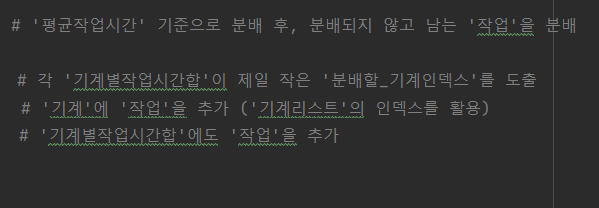 # '평균작업시간' 기준으로 분배 후, 분배되지 않고 남는 '작업'을 분배
# 각 '기계별작업시간합'이 제일 작은 '분배할_기계인덱스'를 도출
# '기계'에 '작업'을 추가 ('기계리스트'의 인덱스를 활용)
# '기계별작업시간합'에도 '작업'을 추가